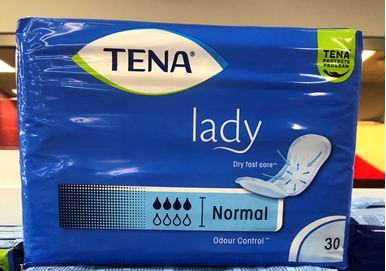 TENA®
TENA
PROTECTS
PROGRAM
lady
Dry fast core™
Normal
Odour Control™
30